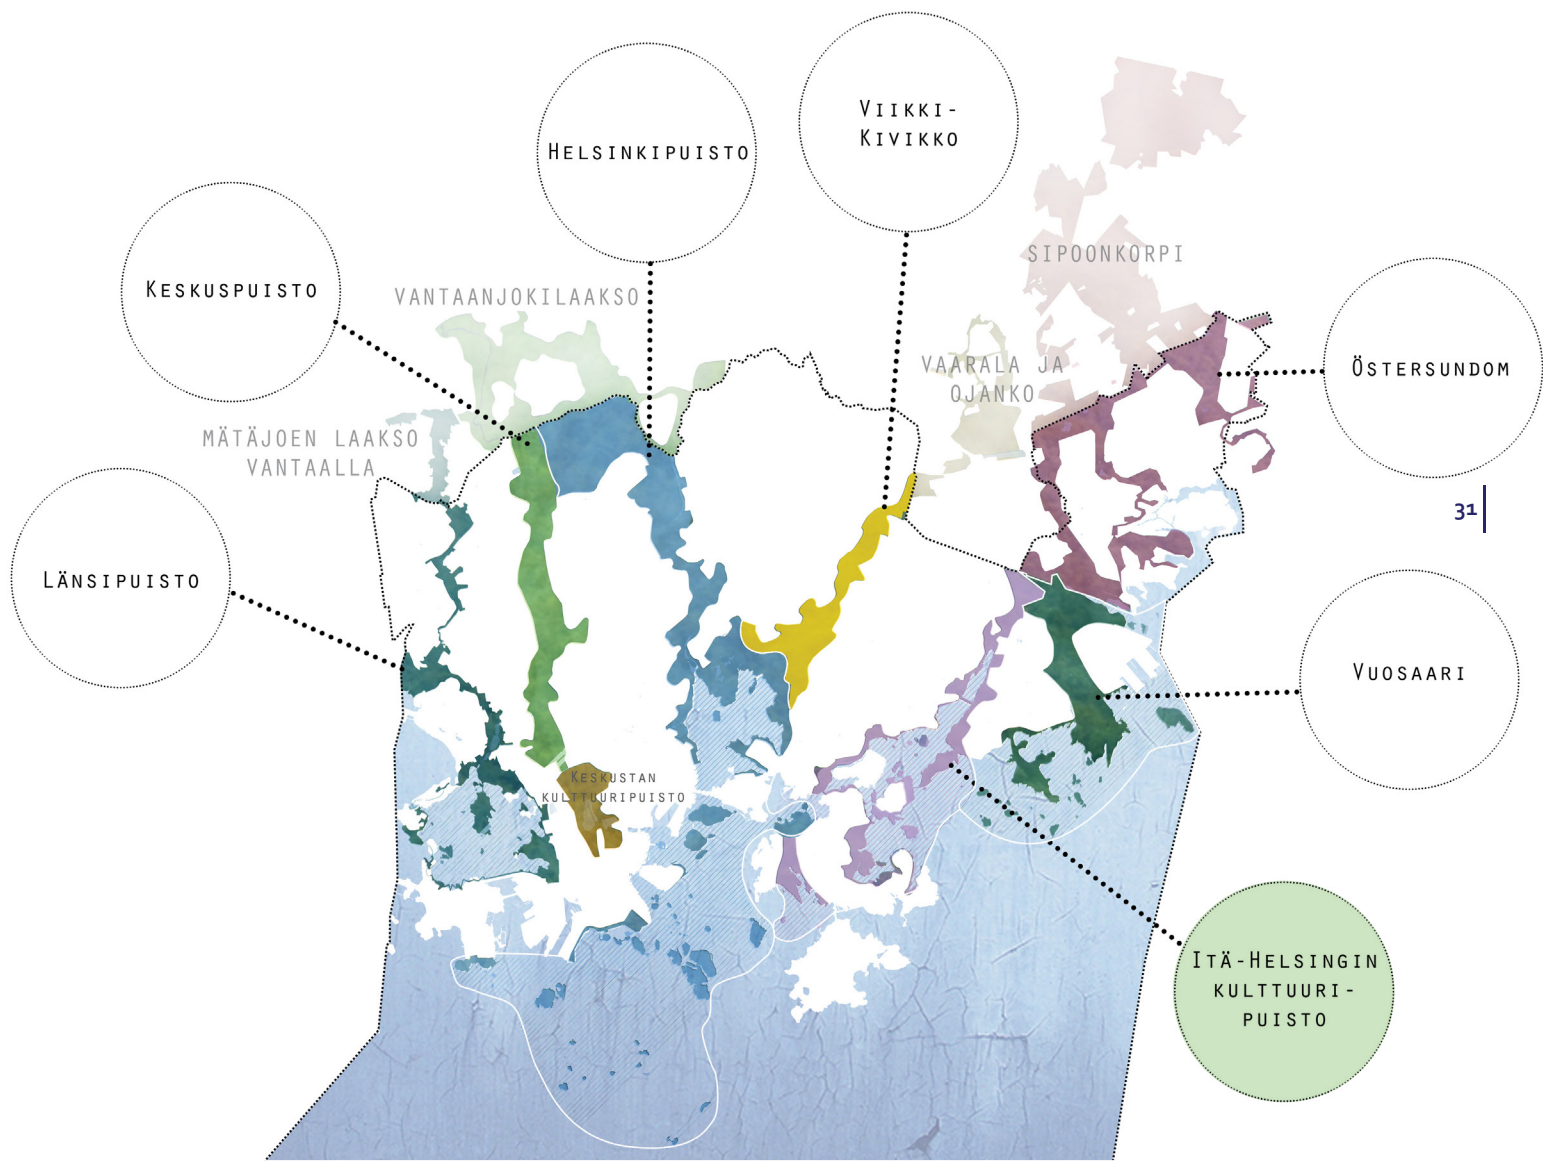 VIIKKI-
KIVIKKO
HELSINKIPUISTO
SIPOONKORPI
KESKUSPUISTO
VANTAANJOKILAAKSO
VAARALA JA
OJANKO
ÖSTERSUNDOM
MÄTÄJOEN LAAKSO
VANTAALLA
31
LÄNSIPUISTO
VUOSAARI
KESKUSTAN
KULTTUURIPUISTO
ITÄ-HELSINGIN
KULTTUURI-
PUISTO